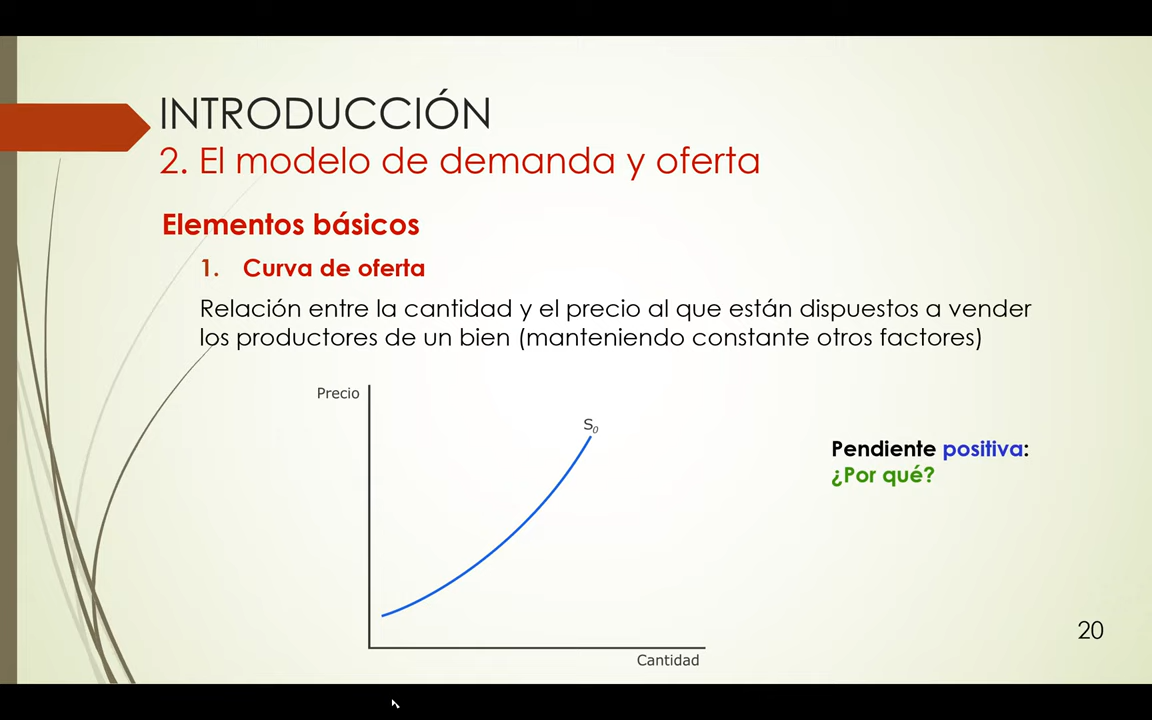 INTRODUCCIÓN
2. El modelo de demanda y oferta
Elementos básicos
1. Curva de oferta
Relación entre la cantidad y el precio al que están dispuestos a vender
los productores de un bien (manteniendo constante otros factores)
Precio
S0
Pendiente positiva:
¿Por qué?
Cantidad
20